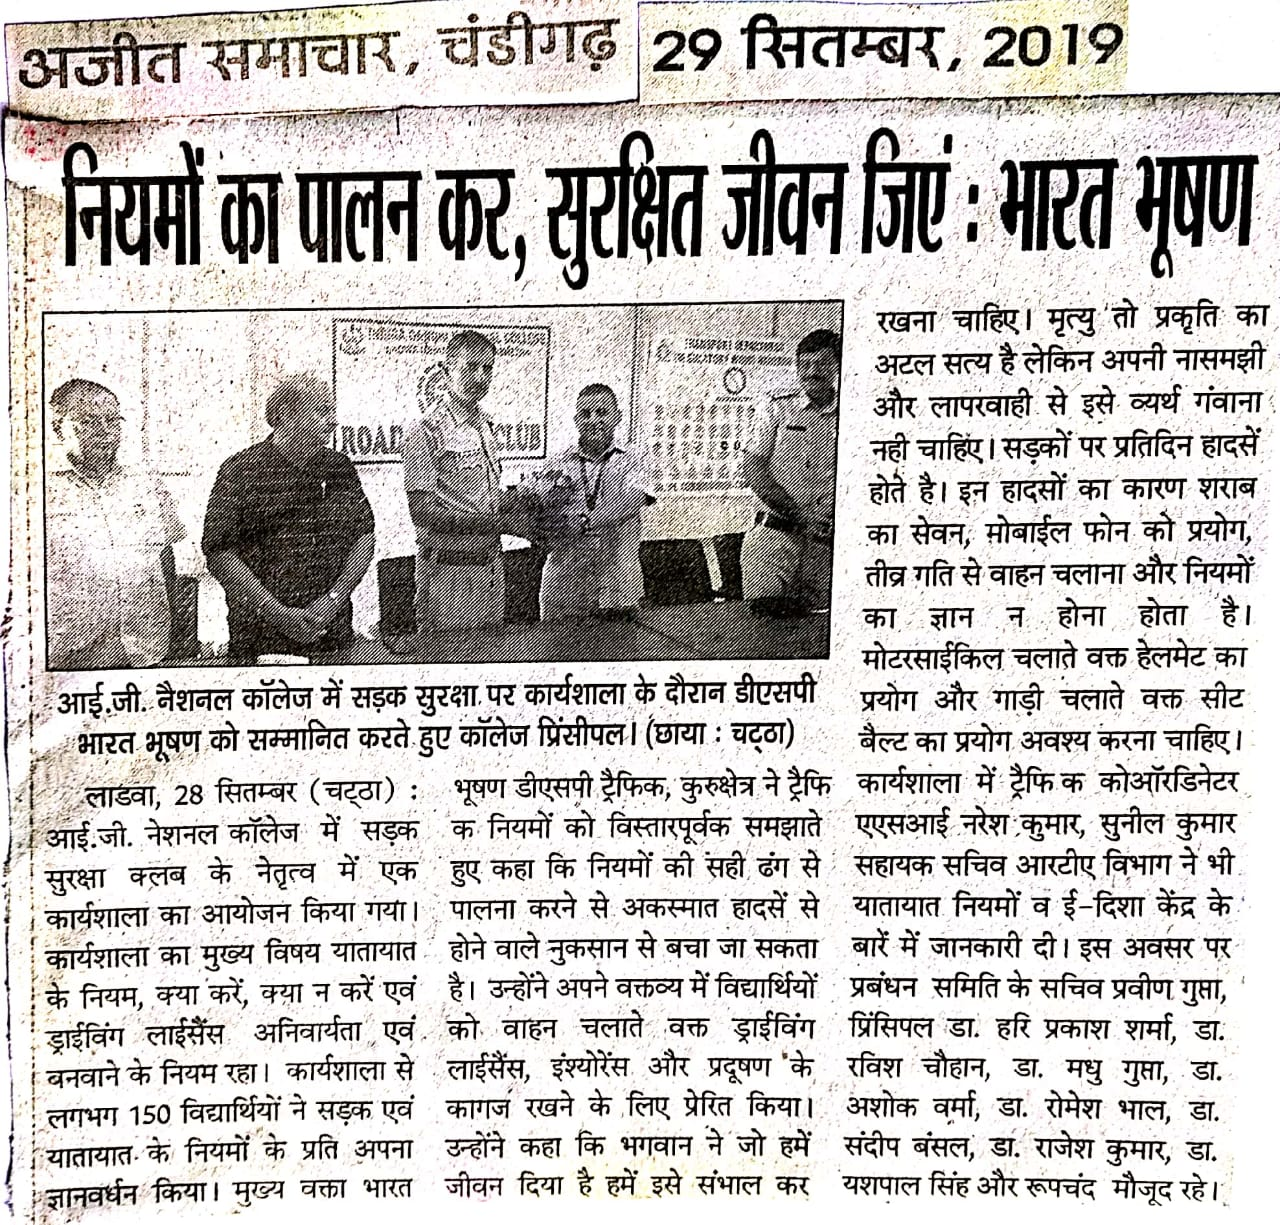 अजीत समाचार, चंडीगढ़ 29 सितम्बर, 2019
नियमों का पालन कर, सुरक्षित जीवन जिएं : भारत भूषण
ROAD CLUB
आई.जी. नैशनल कॉलेज में सड़क सुरक्षा पर कार्यशाला के दौरान डीएसपी
भारत भूषण को सम्मानित करते हुए कॉलेज प्रिंसीपल। (छाया : चट्ठा)
लाडवा, 28 सितम्बर (चट्ठा) :
आई.जी. नेशनल कॉलेज में सड़क
सुरक्षा क्लब के नेतृत्व में एक
कार्यशाला का आयोजन किया गया।
कार्यशाला का मुख्य विषय यातायात
के नियम, क्या करें, क्या न करें एवं
ड्राईविंग लाईसैंस अनिवार्यता एवं
बनवाने के नियम रहा। कार्यशाला से
लगभग 150 विद्यार्थियों ने सड़क एवं
यातायात के नियमों के प्रति अपना
ज्ञानवर्धन किया। मुख्य वक्ता भारत
भूषण डीएसपी ट्रैफिक, कुरुक्षेत्र ने ट्रैफि
क नियमों को विस्तारपूर्वक समझाते
हुए कहा कि नियमों की सही ढंग से
पालना करने से अकस्मात हादसें से
होने वाले नुकसान से बचा जा सकता
है। उन्होंने अपने वक्तव्य में विद्यार्थियों
को वाहन चलाते वक्त ड्राईविंग
लाईसैंस, इंश्योरेंस और प्रदूषण के
कागज रखने के लिए प्रेरित किया।
उन्होंने कहा कि भगवान ने जो हमें
जीवन दिया है हमें इसे संभाल कर
रखना चाहिए। मृत्यु तो प्रकृति का
अटल सत्य है लेकिन अपनी नासमझी
और लापरवाही से इसे व्यर्थ गंवाना
नही चाहिए। सड़कों पर प्रतिदिन हादसें
होते है। इन हादसों का कारण शराब
का सेवन, मोबाईल फोन को प्रयोग,
तीव्र गति से वाहन चलाना और नियमों
का ज्ञान न होना होता है।
मोटरसाईकिल चलाते वक्त हेलमेट का
प्रयोग और गाड़ी चलाते वक्त सीट
बैल्ट का प्रयोग अवश्य करना चाहिए।
कार्यशाला में ट्रैफि क कोऑरडिनेटर
एएसआई नरेश कुमार, सुनील कुमार
सहायक सचिव आरटीए विभाग ने भी
यातायात नियमों व ई-दिशा केंद्र के
बारें में जानकारी दी। इस अवसर पर
प्रबंधन समिति के सचिव प्रवीण गुप्ता,
प्रिंसिपल डा. हरि प्रकाश शर्मा, डा.
रविश चौहान, डा. मधु गुप्ता, डा.
अशोक वर्मा, डा. रोमेश भाल, डा.
संदीप बंसल, डा. राजेश कुमार, डा.
यशपाल सिंह और रूपचंद मौजूद रहे।